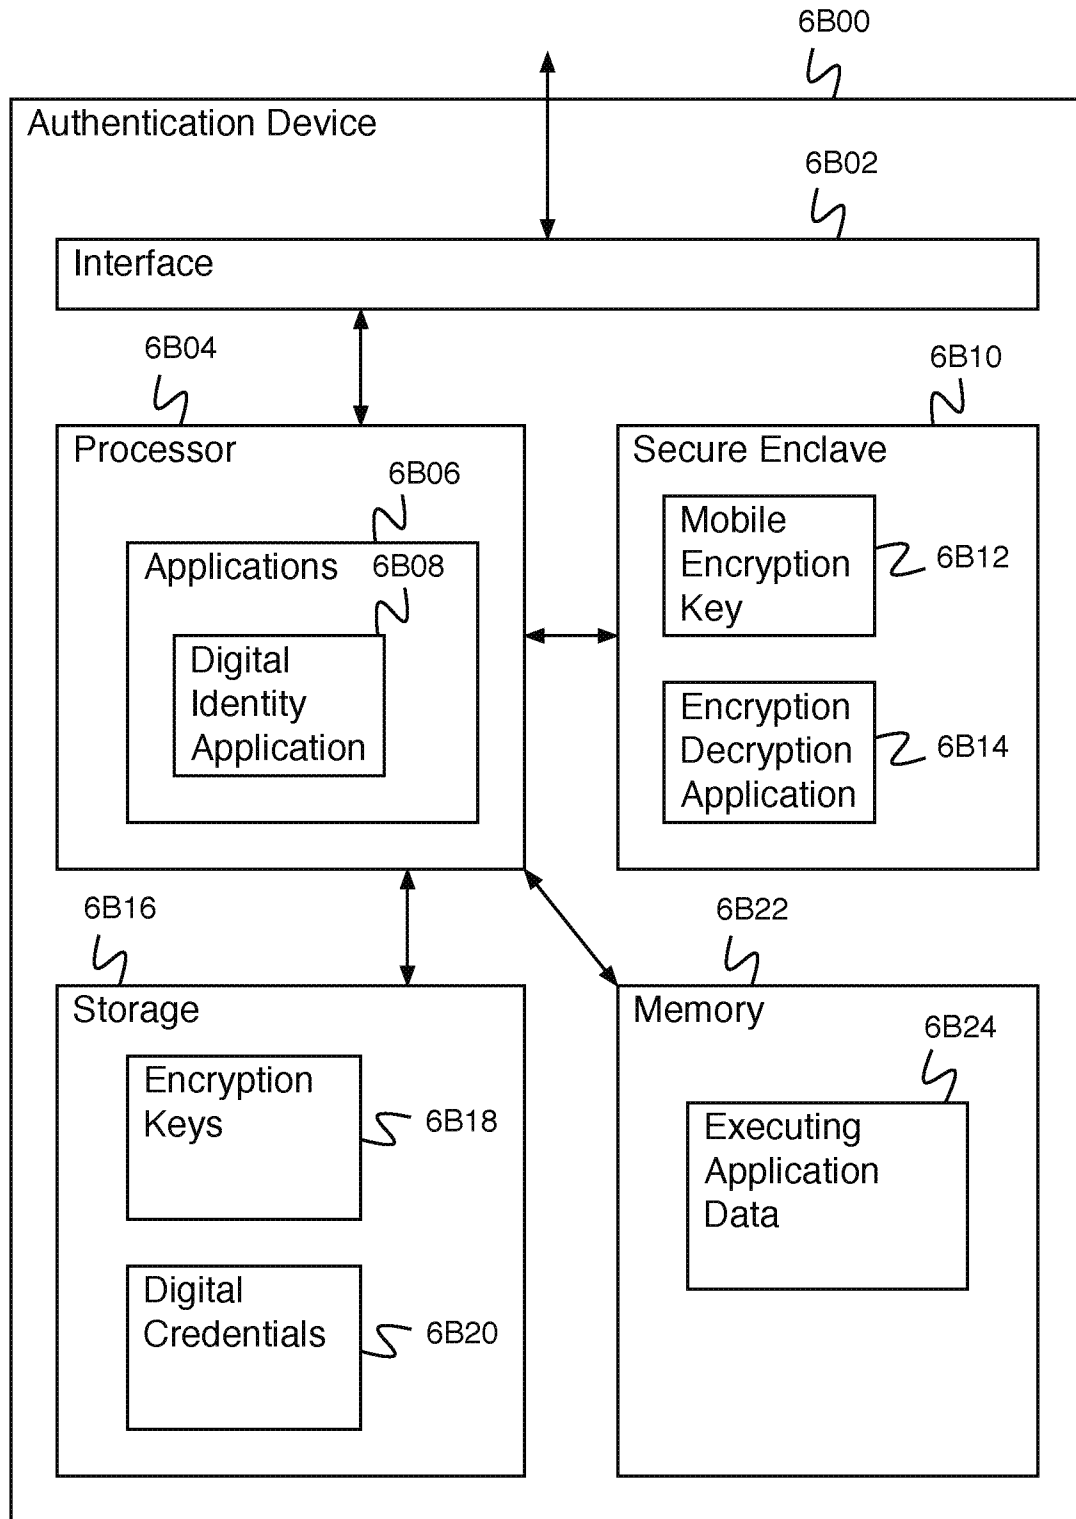 6B00
Authentication Device
6B02
Interface
6B04
6B10
Processor
Secure Enclave
6B06
Mobile
Encryption
Key
6B12
Applications
6B08
Digital
Identity
Application
Encryption
Decryption
Application
6B14
6B16
6B22
Storage
Memory
6B24
Encryption
Keys
6B18
Executing
Application
Data
Digital
Credentials
6B20